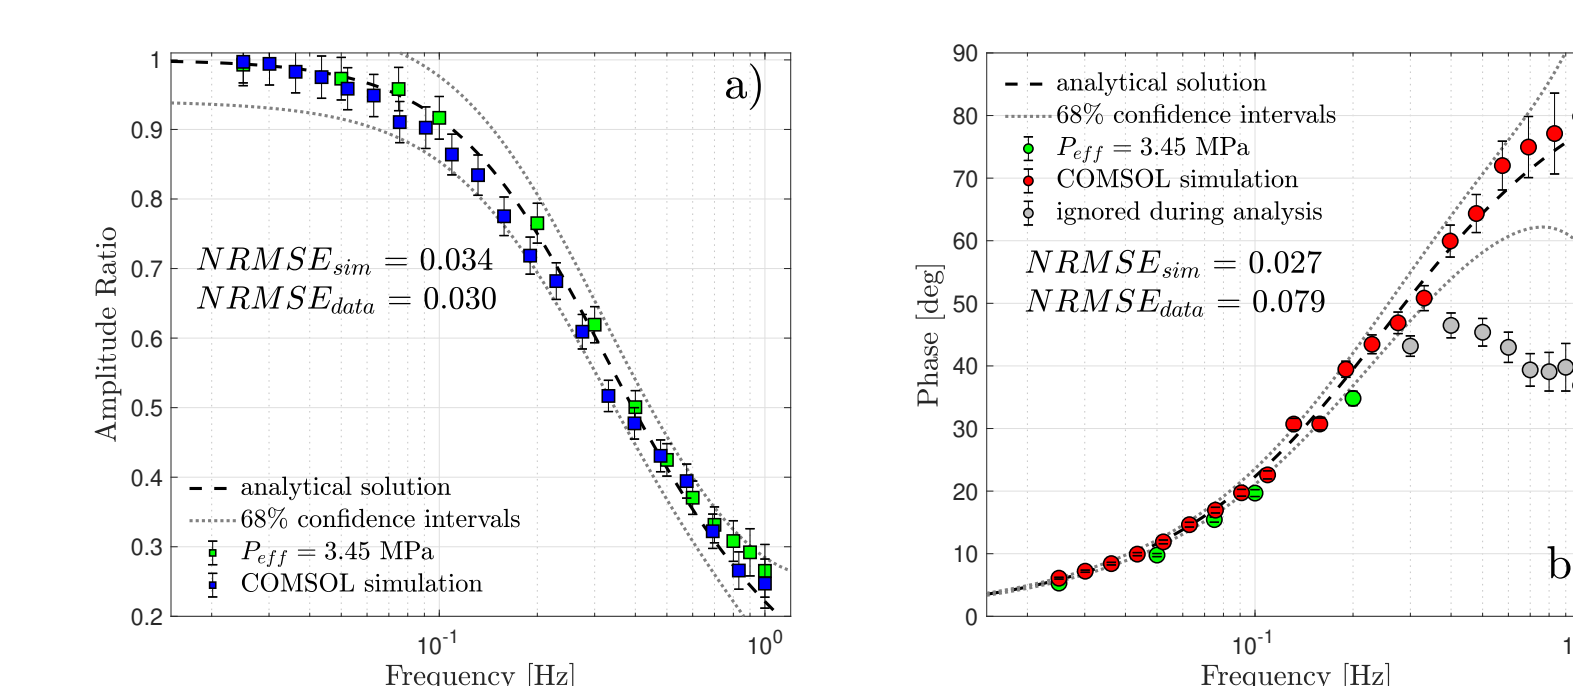 a)
1
0.9
0.8
0.7
0.6
0.5
0.4
0.3
0.2
Amplitude Ratio
NRMSE_sim = 0.034
NRMSE_data = 0.030
analytical solution
68% confidence intervals
P_eff = 3.45 MPa
COMSOL simulation
10^-1
10^0
Frequency [Hz]
90
80
70
60
50
40
30
20
10
0
Phase [deg]
analytical solution
68% confidence intervals
P_eff = 3.45 MPa
COMSOL simulation
ignored during analysis
NRMSE_sim = 0.027
NRMSE_data = 0.079
b
10^-1
1
Frequency [Hz]